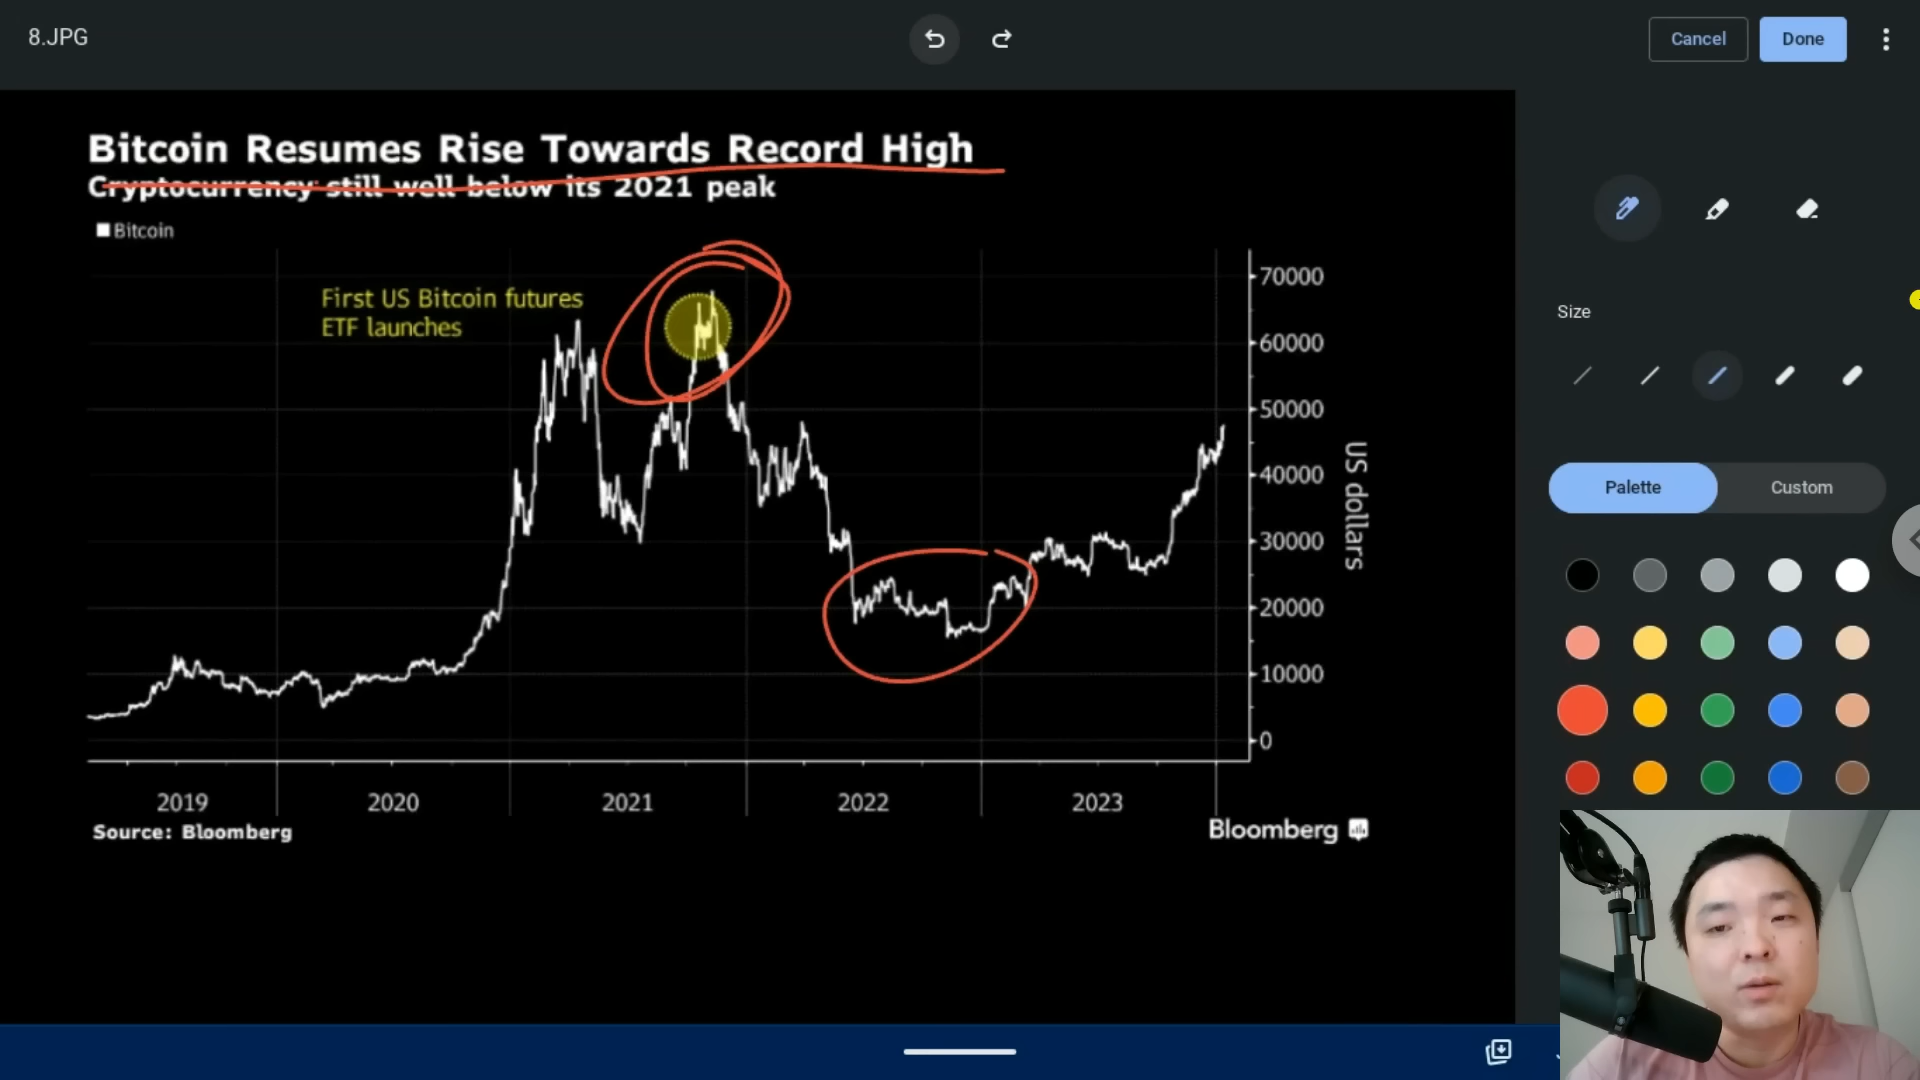 8.JPG
Cancel
Done
Bitcoin Resumes Rise Towards Record High
Cryptocurrency still well below its 2021 peak
Bitcoin
First US Bitcoin futures
ETF launches
70000
60000
50000
40000
30000
20000
10000
0
US dollars
2019
2020
2021
2022
2023
Source: Bloomberg
Bloomberg
Size
Palette
Custom